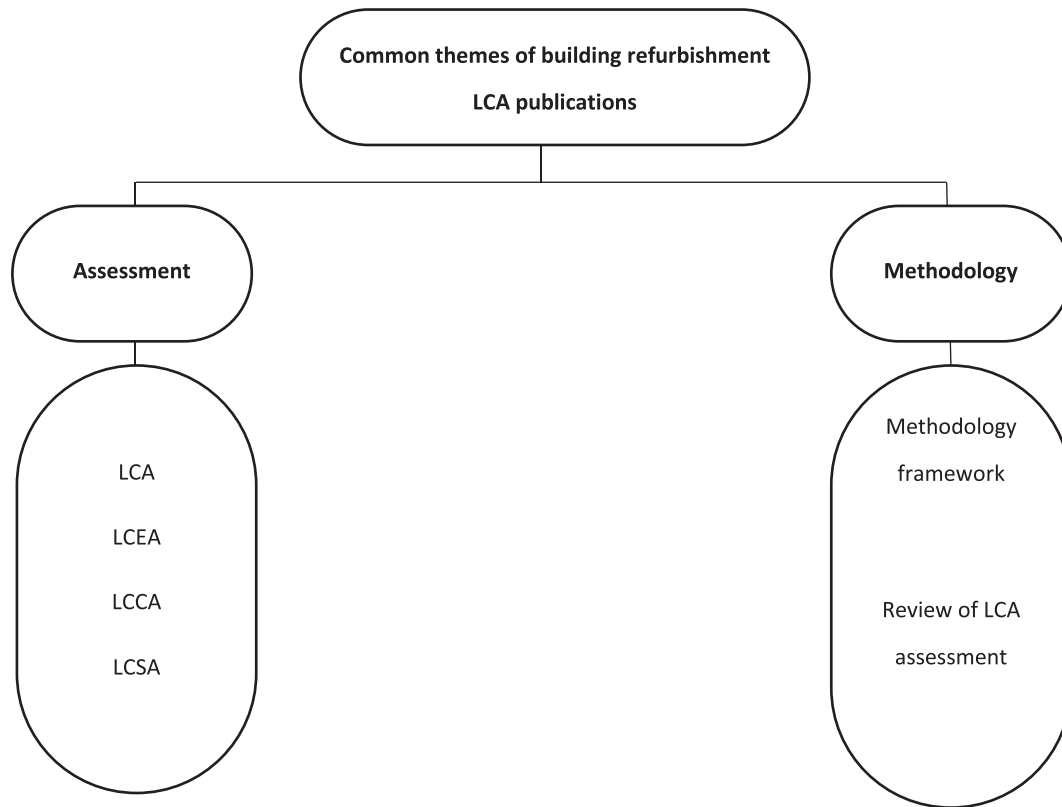 Common themes of building refurbishment
LCA publications
Assessment
Methodology
LCA
LCEA
LCCA
LCSA
Methodology
framework
Review of LCA
assessment